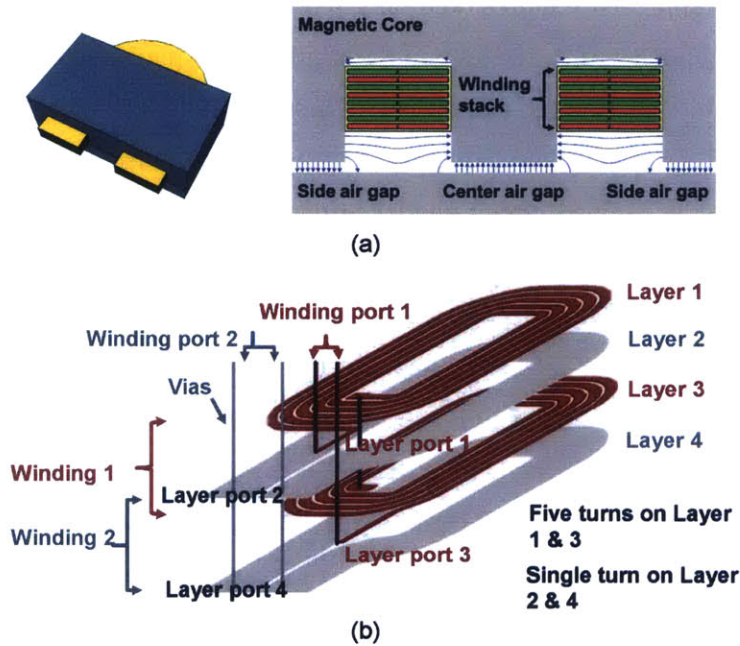 Magnetic Core
Winding
stack
Side air gap
Center air gap
Side air gap
(a)
Winding port 1
Winding port 2
Vias
Layer 1
Layer 2
Layer 3
Layer 4
Layer port 1
Winding 1
Layer port 2
Winding 2
Layer port 3
Layer port 4
Five turns on Layer
1 & 3
Single turn on Layer
2 & 4
(b)